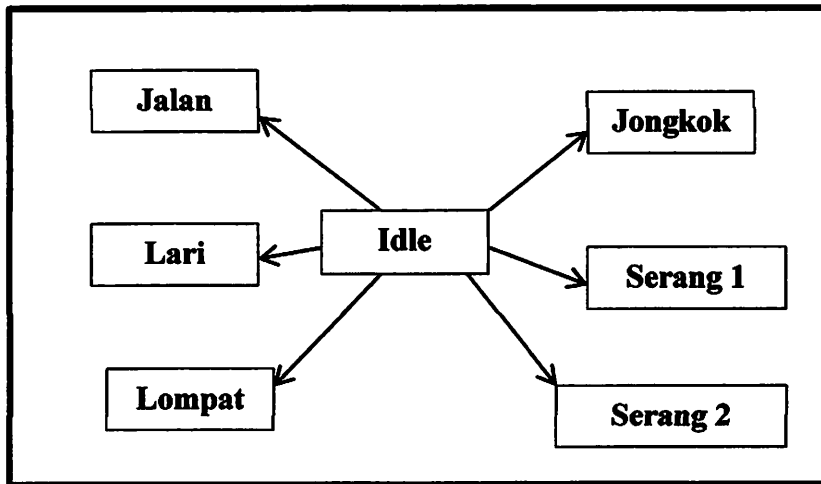 Jalan
Jongkok
Idle
Lari
Serang 1
Lompat
Serang 2